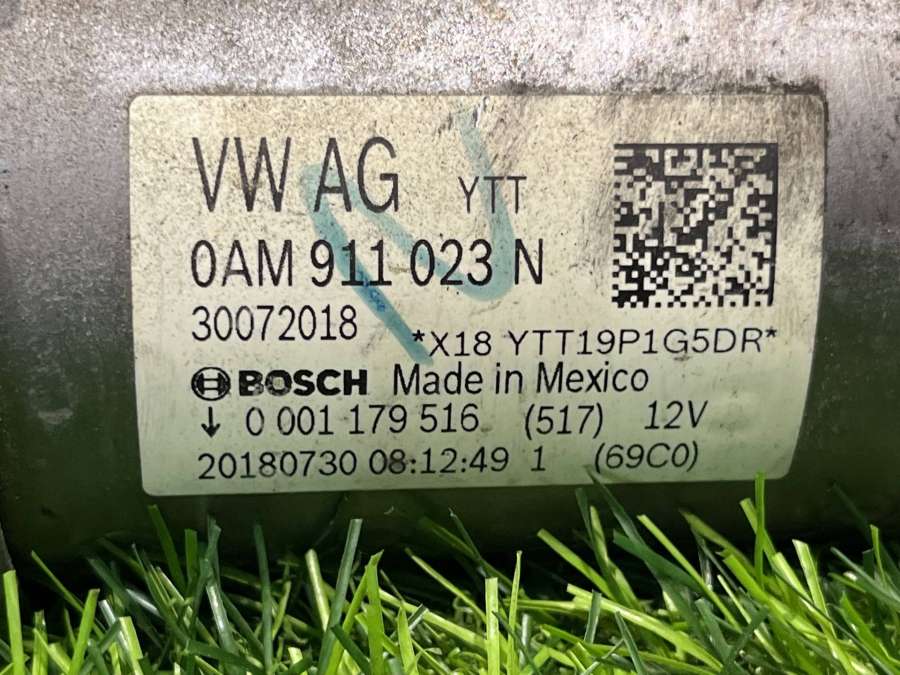 VW AG YTT
0AM 911 023 N
30072018 *X18 YTT19P1G5DR*
BOSCH Made in Mexico
↓ 0 001 179 516 (517) 12V
20180730 08:12:49 1 (69C0)